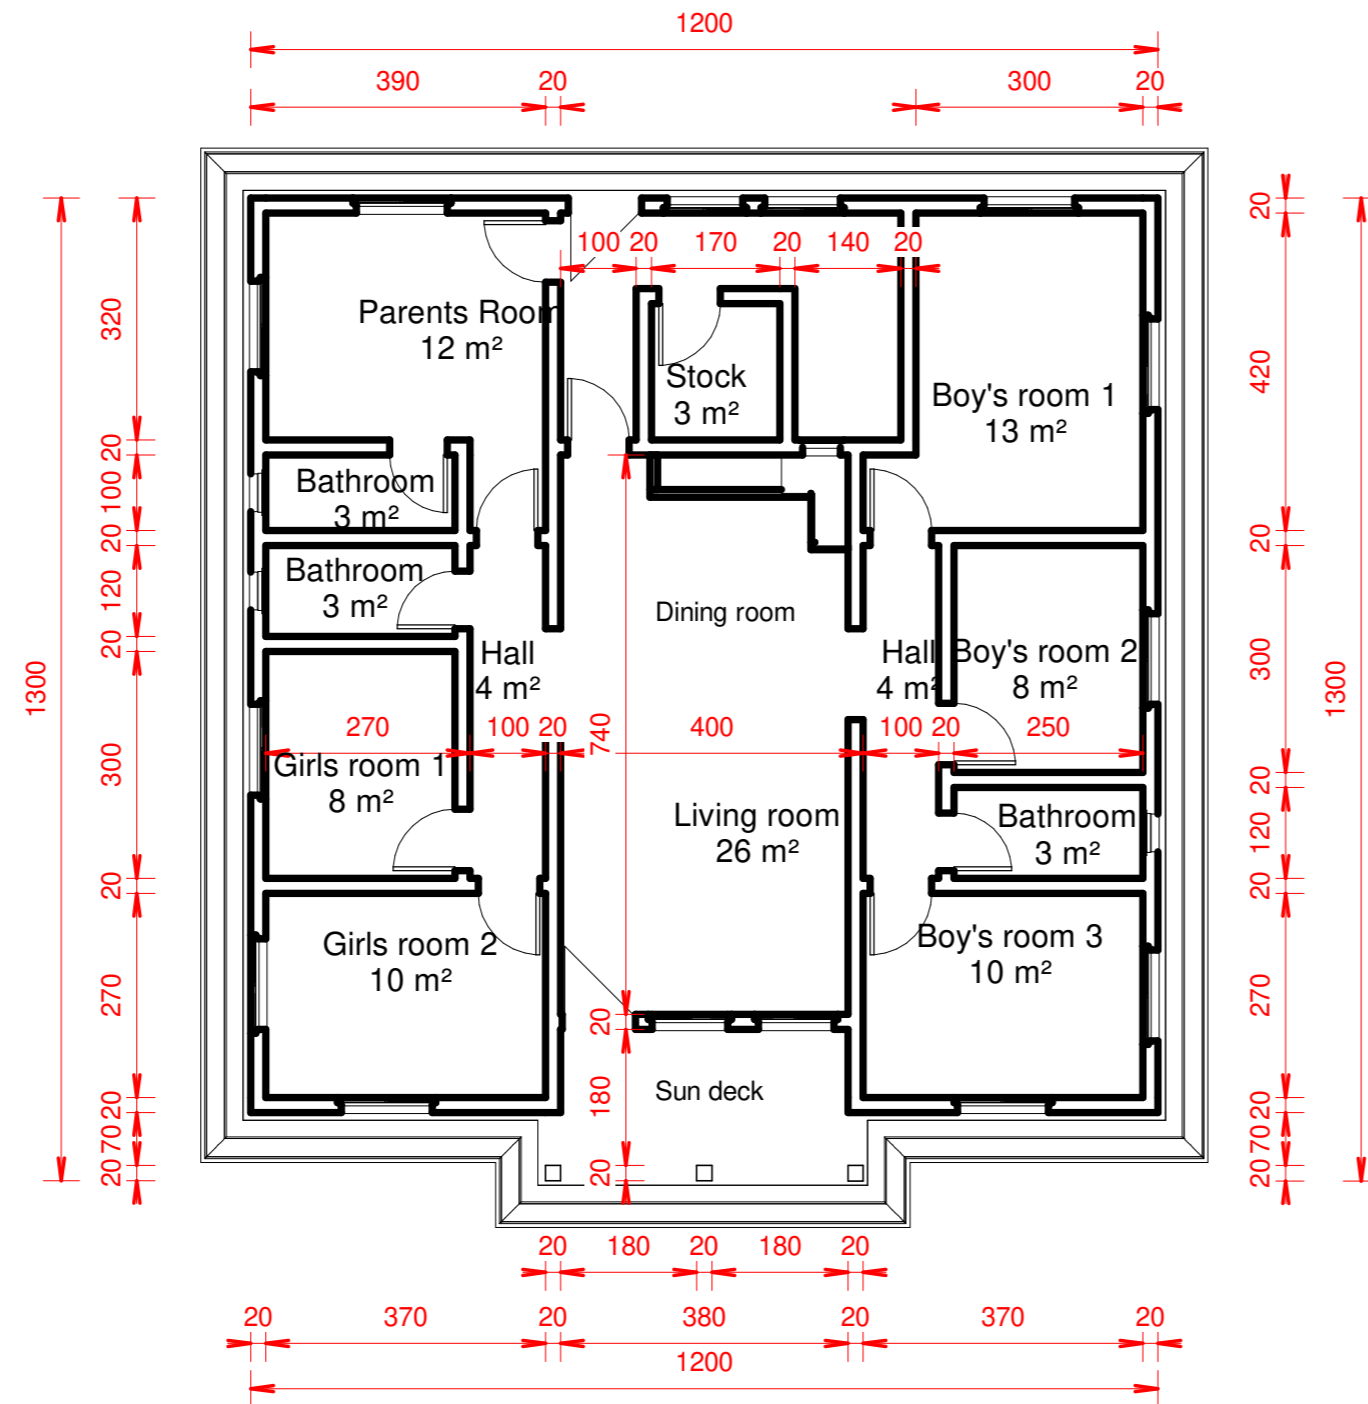 1200
390 20 300 20
100 20 170 20 140 20
Parents Room
12 m²
Stock
3 m²
Boy's room 1
13 m²
Bathroom
3 m²
Bathroom
3 m²
Dining room
Hall
4 m²
Hall
4 m²
Boy's room 2
8 m²
270 100 20 400 100 20 250
Girls room 1
8 m²
Living room
26 m²
Bathroom
3 m²
Girls room 2
10 m²
Boy's room 3
10 m²
Sun deck
740
20
180
20
1300
320
20
100
20
120
20
300
20
270
20
70
20
20
420
20
300
20
120
20
270
20
70
20
1300
20 180 20 180 20
20 370 20 380 20 370 20
1200